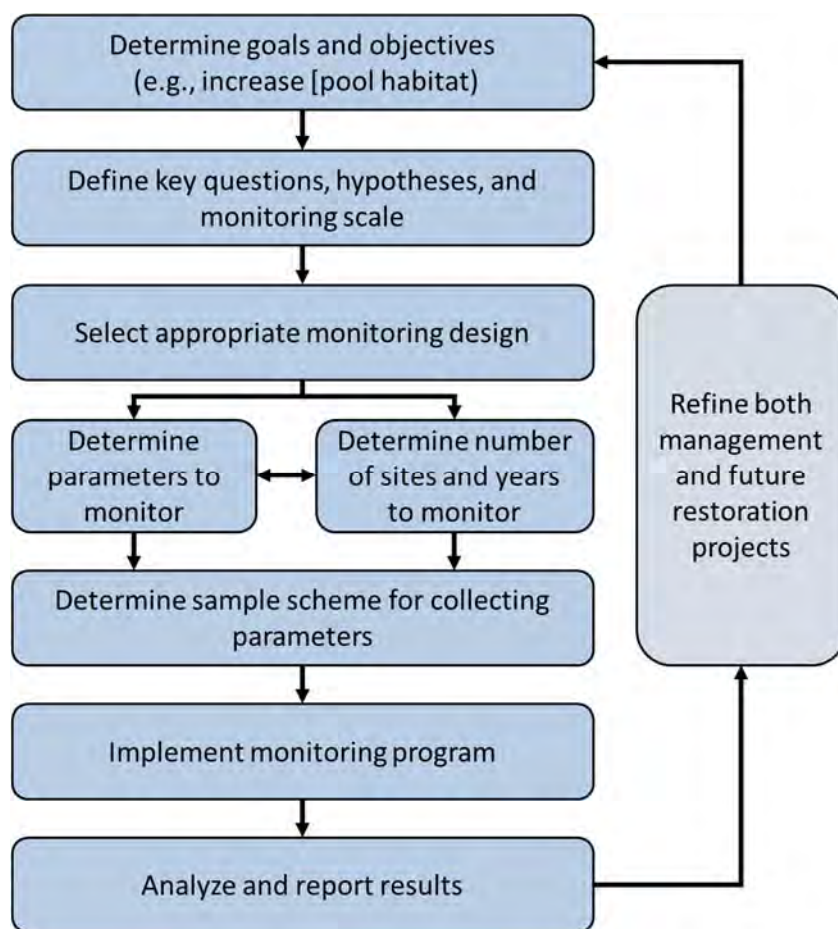 Determine goals and objectives
(e.g., increase [pool habitat)
Define key questions, hypotheses, and
monitoring scale
Select appropriate monitoring design
Determine
parameters to
monitor
Determine number
of sites and years
to monitor
Determine sample scheme for collecting
parameters
Implement monitoring program
Analyze and report results
Refine both
management
and future
restoration
projects